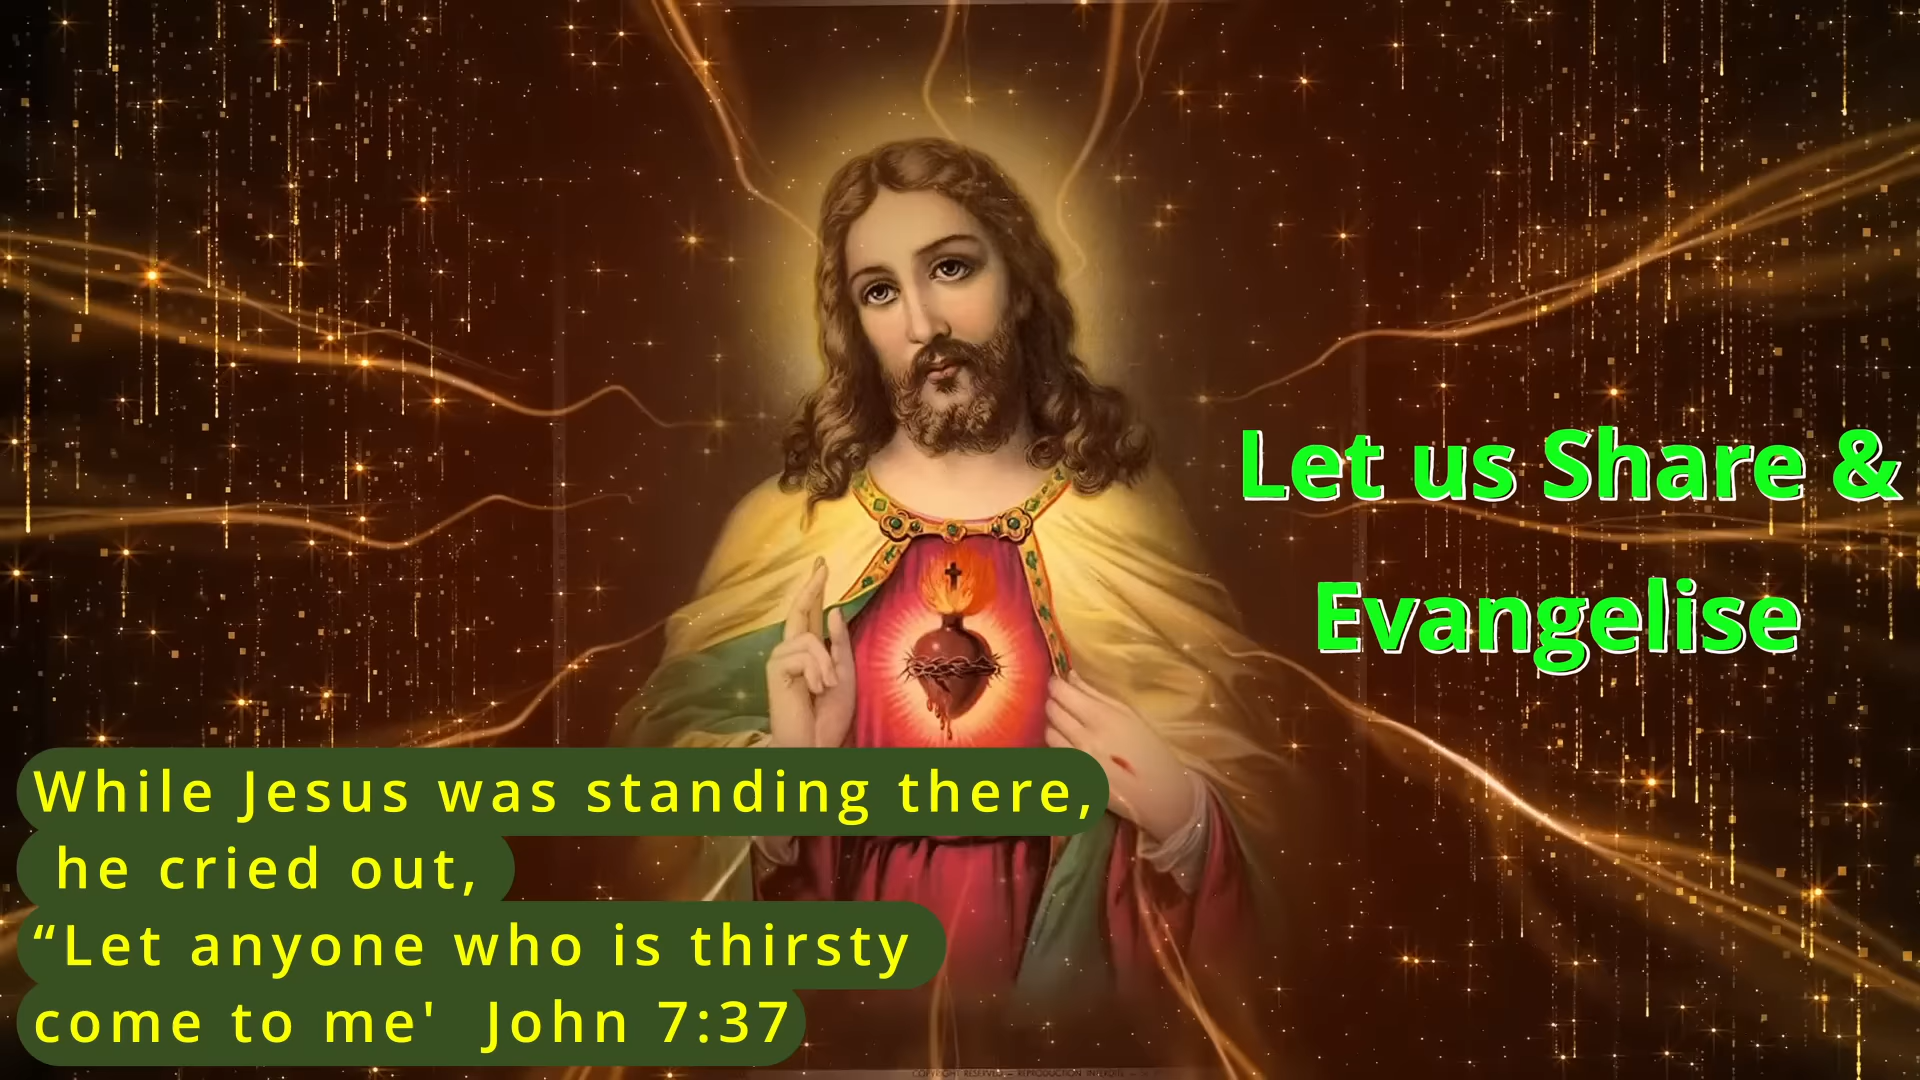 Let us Share &
Evangelise
While Jesus was standing there,
he cried out,
“Let anyone who is thirsty
come to me' John 7:37